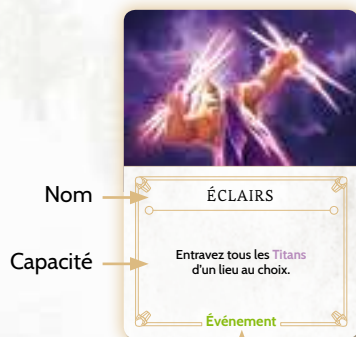 Nom
ÉCLAIRS
Capacité
Entravez tous les Titans
d'un lieu au choix.
Événement